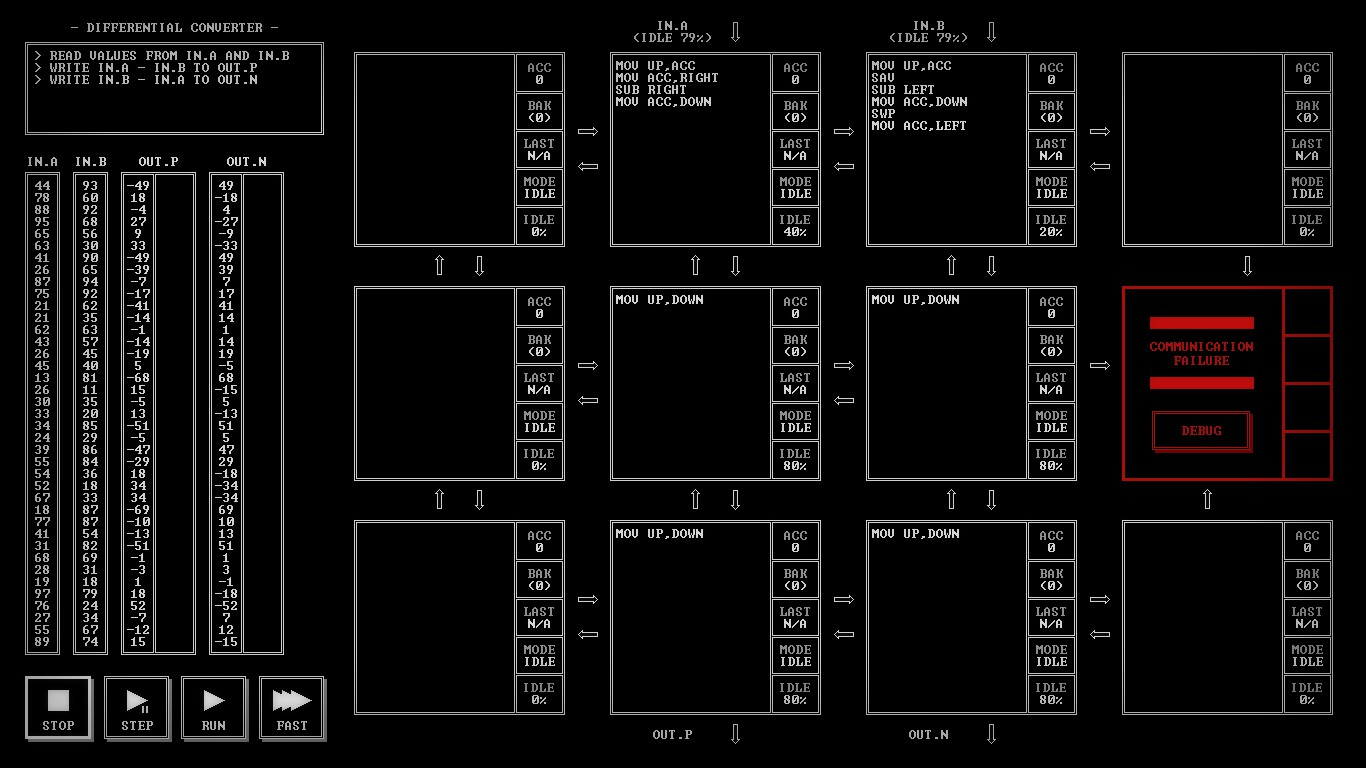 - DIFFERENTIAL CONVERTER -
> READ VALUES FROM IN.A AND IN.B
> WRITE IN.A - IN.B TO OUT.P
> WRITE IN.B - IN.A TO OUT.N
IN.A IN.B OUT.P OUT.N
44 93 -49 49
78 60 18 -18
88 92 -4 4
95 68 27 -27
65 56 9 -9
63 30 33 -33
41 90 -49 49
26 65 -39 39
87 94 -7 7
75 92 -17 17
21 62 -41 41
21 35 -14 14
62 63 -1 1
43 57 -14 14
26 45 -19 19
45 40 5 -5
13 81 -68 68
26 11 15 -15
30 35 -5 5
33 20 13 -13
34 85 -51 51
24 29 -5 5
39 86 -47 47
55 84 -29 29
54 36 18 -18
52 18 34 -34
67 33 34 -34
18 87 -69 69
77 87 -10 10
41 54 -13 13
31 82 -51 51
68 69 -1 1
28 31 -3 3
19 18 1 -1
97 79 18 -18
76 24 52 -52
27 34 -7 7
55 67 -12 12
89 74 15 -15
STOP
STEP
RUN
FAST
IN.A
(IDLE 79%)
IN.B
(IDLE 79%)
ACC
0
BAK
(0)
LAST
N/A
MODE
IDLE
IDLE
0%
MOV UP,ACC
MOV ACC,RIGHT
SUB RIGHT
MOV ACC,DOWN
ACC
0
BAK
(0)
LAST
N/A
MODE
IDLE
IDLE
40%
MOV UP,ACC
SAV
SUB LEFT
MOV ACC,DOWN
SWP
MOV ACC,LEFT
ACC
0
BAK
(0)
LAST
N/A
MODE
IDLE
IDLE
20%
ACC
0
BAK
(0)
LAST
N/A
MODE
IDLE
IDLE
0%
ACC
0
BAK
(0)
LAST
N/A
MODE
IDLE
IDLE
0%
MOV UP,DOWN
ACC
0
BAK
(0)
LAST
N/A
MODE
IDLE
IDLE
80%
MOV UP,DOWN
ACC
0
BAK
(0)
LAST
N/A
MODE
IDLE
IDLE
80%
COMMUNICATION
FAILURE
DEBUG
ACC
0
BAK
(0)
LAST
N/A
MODE
IDLE
IDLE
0%
MOV UP,DOWN
ACC
0
BAK
(0)
LAST
N/A
MODE
IDLE
IDLE
80%
MOV UP,DOWN
ACC
0
BAK
(0)
LAST
N/A
MODE
IDLE
IDLE
80%
ACC
0
BAK
(0)
LAST
N/A
MODE
IDLE
IDLE
0%
OUT.P
OUT.N